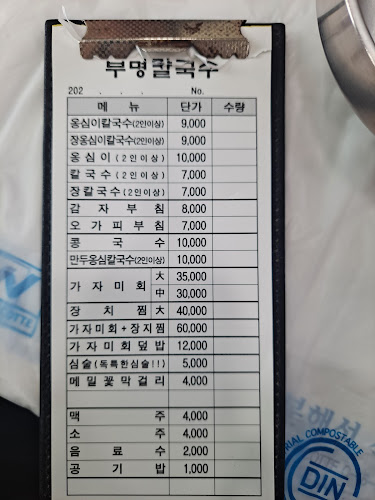 부명칼국수
202 . . . No.
메뉴 단가 수량
옹심이칼국수(2인이상) 9,000
장옹심이칼국수(2인이상) 9,000
옹심이(2인이상) 10,000
칼국수(2인이상) 7,000
장칼국수(2인이상) 7,000
감자부침 8,000
오가피부침 7,000
콩국수 10,000
만두옹심칼국수(2인이상) 10,000
가자미회 大 35,000
中 30,000
장치찜 大 40,000
가자미회+장지찜 60,000
가자미회덮밥 12,000
심술(독특한심술!!) 5,000
메밀꽃막걸리 4,000
맥주 4,000
소주 4,000
음료수 2,000
공기밥 1,000
COMPOSTABLE
DIN